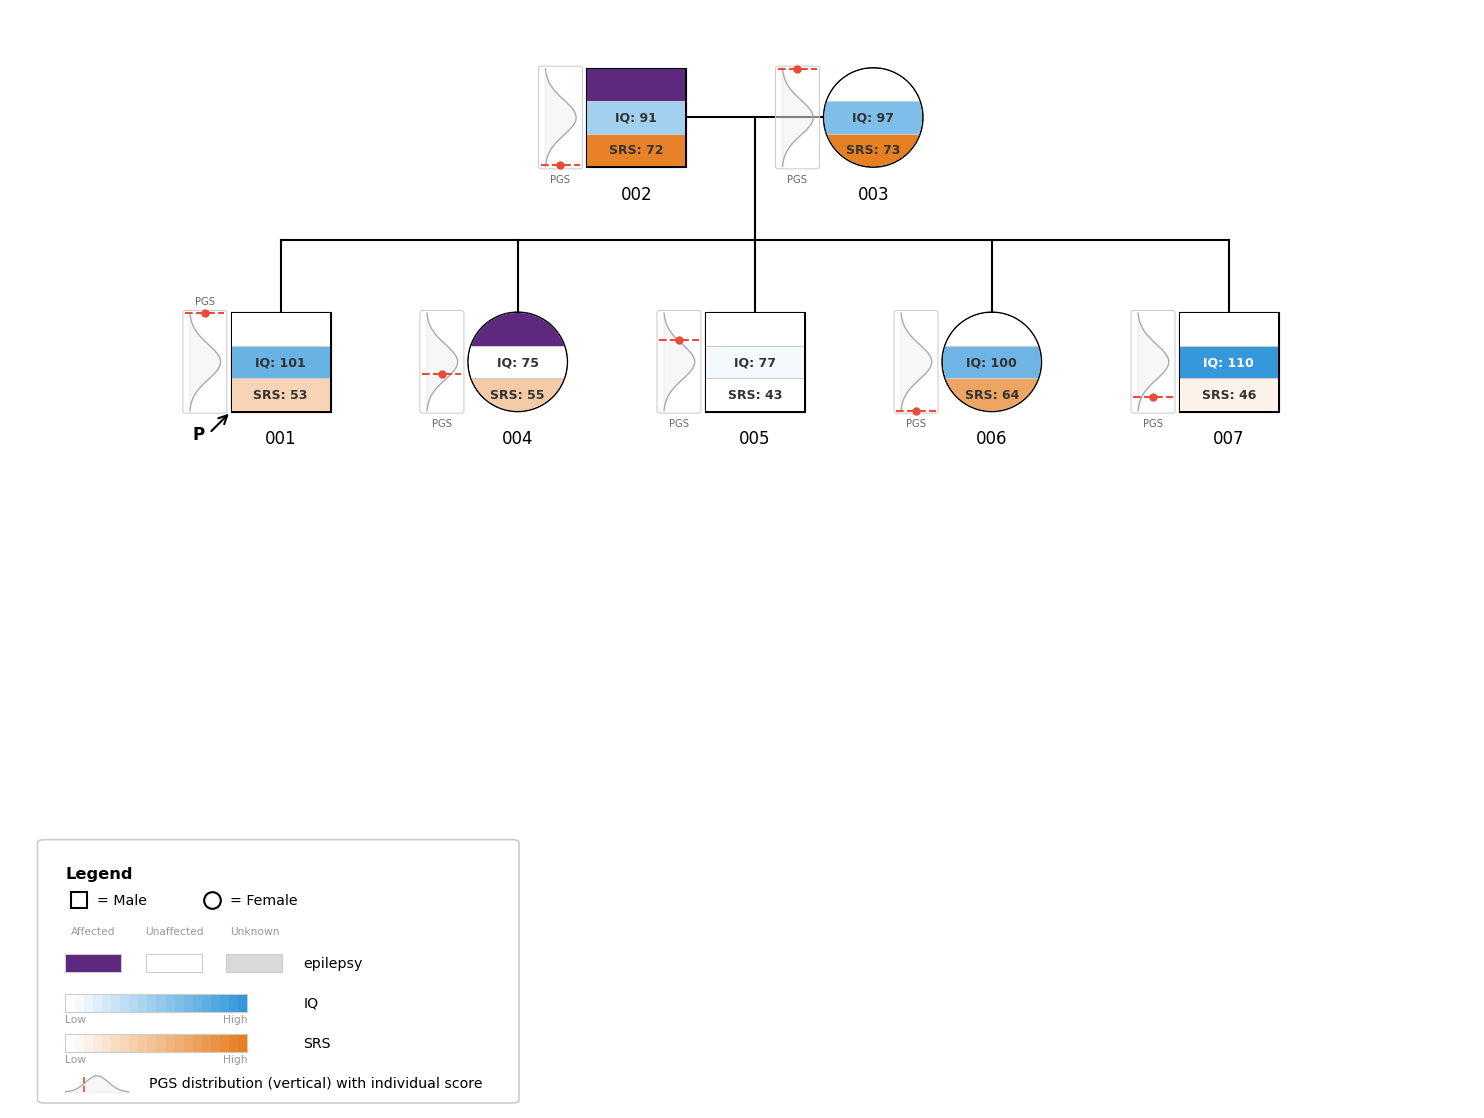 IQ: 91
SRS: 72
PGS
002
IQ: 97
SRS: 73
PGS
003
PGS
IQ: 101
SRS: 53
P
001
IQ: 75
SRS: 55
PGS
004
IQ: 77
SRS: 43
PGS
005
IQ: 100
SRS: 64
PGS
006
IQ: 110
SRS: 46
PGS
007
Legend
= Male = Female
Affected Unaffected Unknown
epilepsy
IQ
Low High
SRS
Low High
PGS distribution (vertical) with individual score